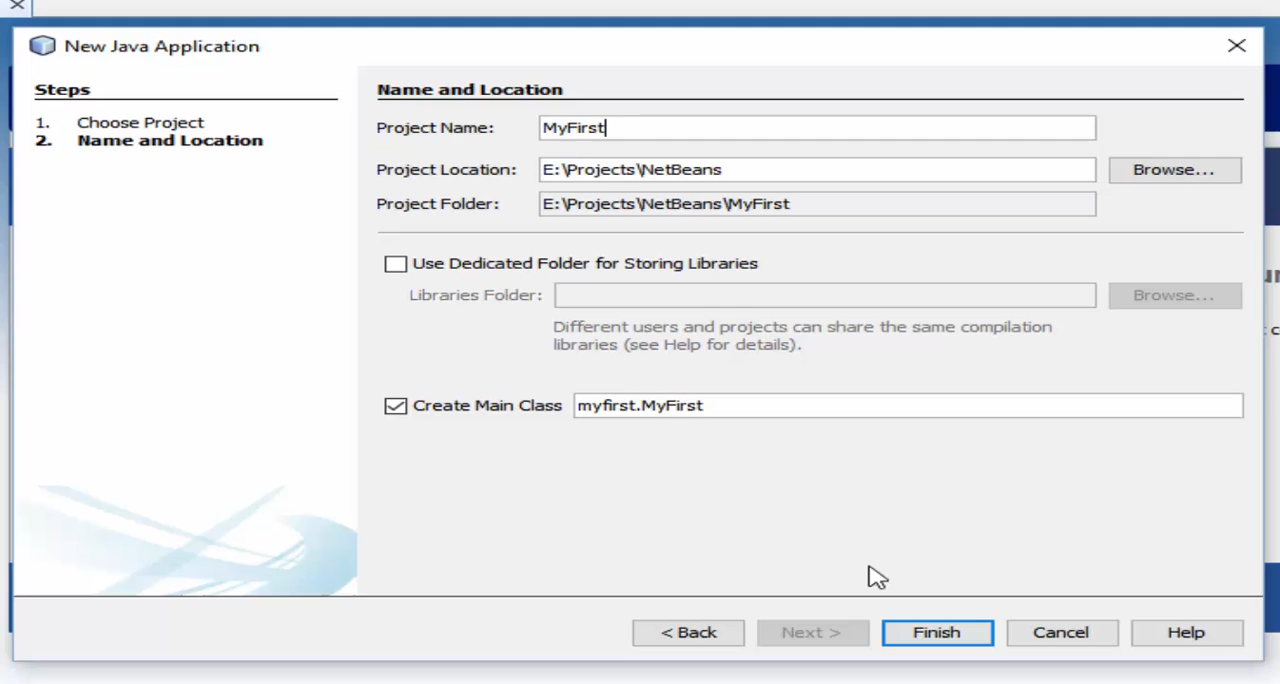 New Java Application
Steps
1. Choose Project
2. Name and Location
Name and Location
Project Name: MyFirst
Project Location: E:\Projects\NetBeans Browse...
Project Folder: E:\Projects\NetBeans\MyFirst
Use Dedicated Folder for Storing Libraries
Libraries Folder: Browse...
Different users and projects can share the same compilation
libraries (see Help for details).
Create Main Class myfirst.MyFirst
< Back Next > Finish Cancel Help